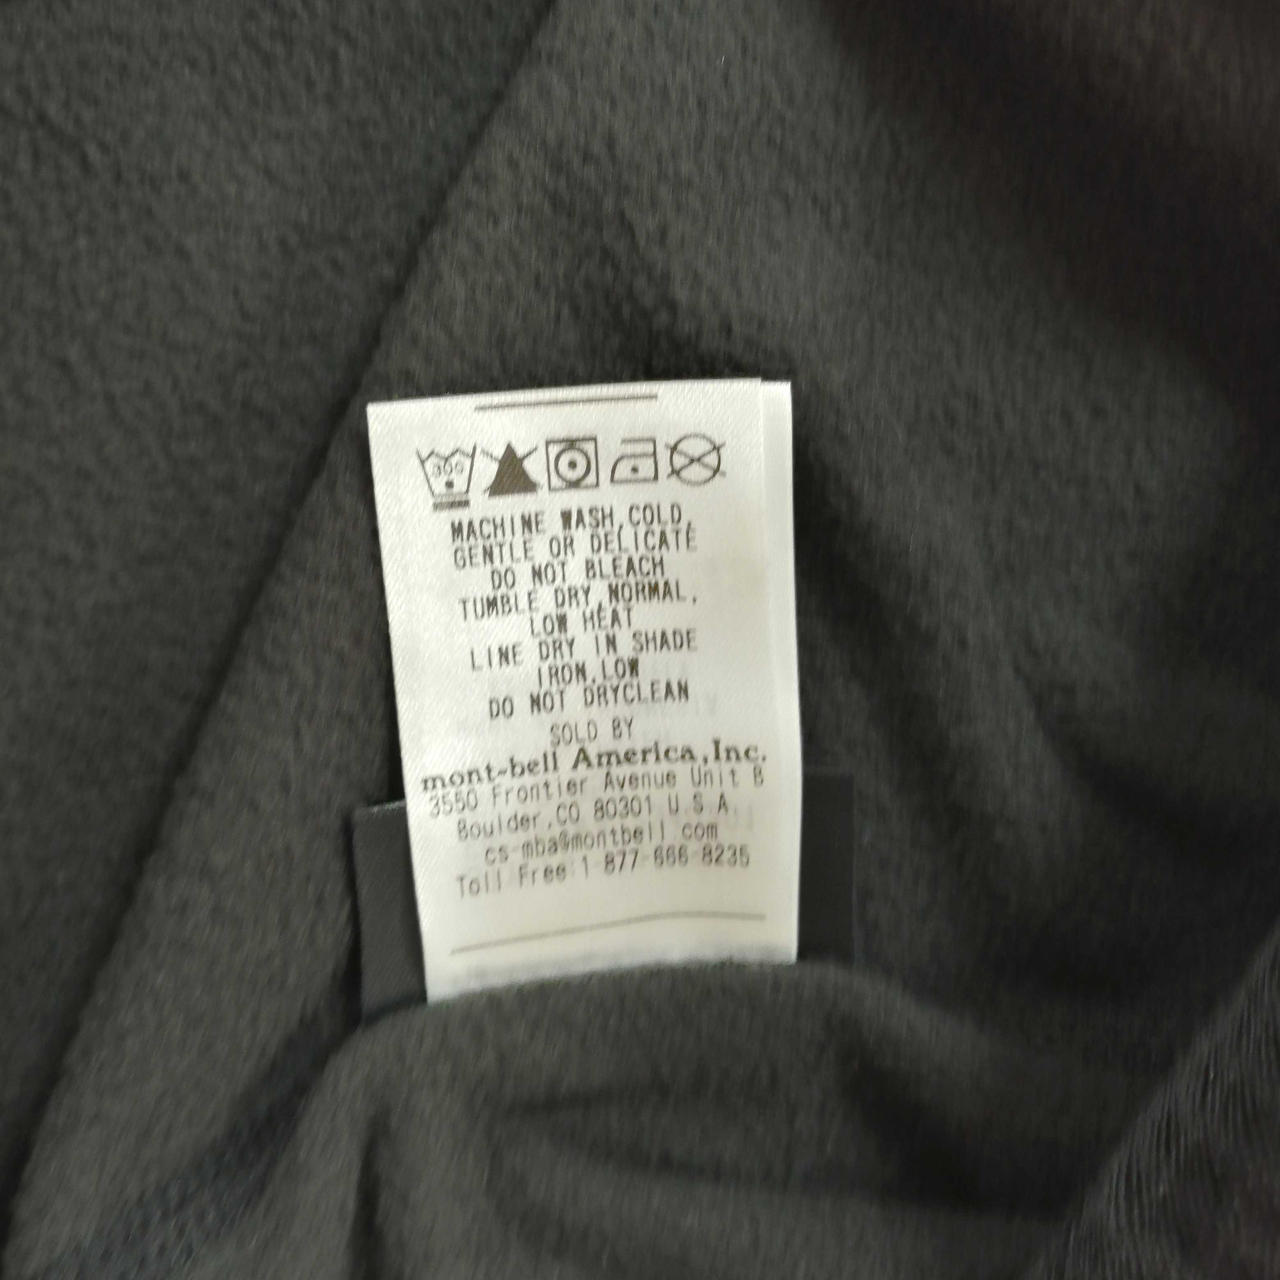 30C
MACHINE WASH,COLD,
GENTLE OR DELICATE
DO NOT BLEACH
TUMBLE DRY,NORMAL,
LOW HEAT
LINE DRY IN SHADE
IRON,LOW
DO NOT DRYCLEAN
SOLD BY
mont-bell America,Inc.
3550 Frontier Avenue Unit B
Boulder,CO 80301 U.S.A.
cs-mba@montbell.com
Toll Free:1-877-666-8235